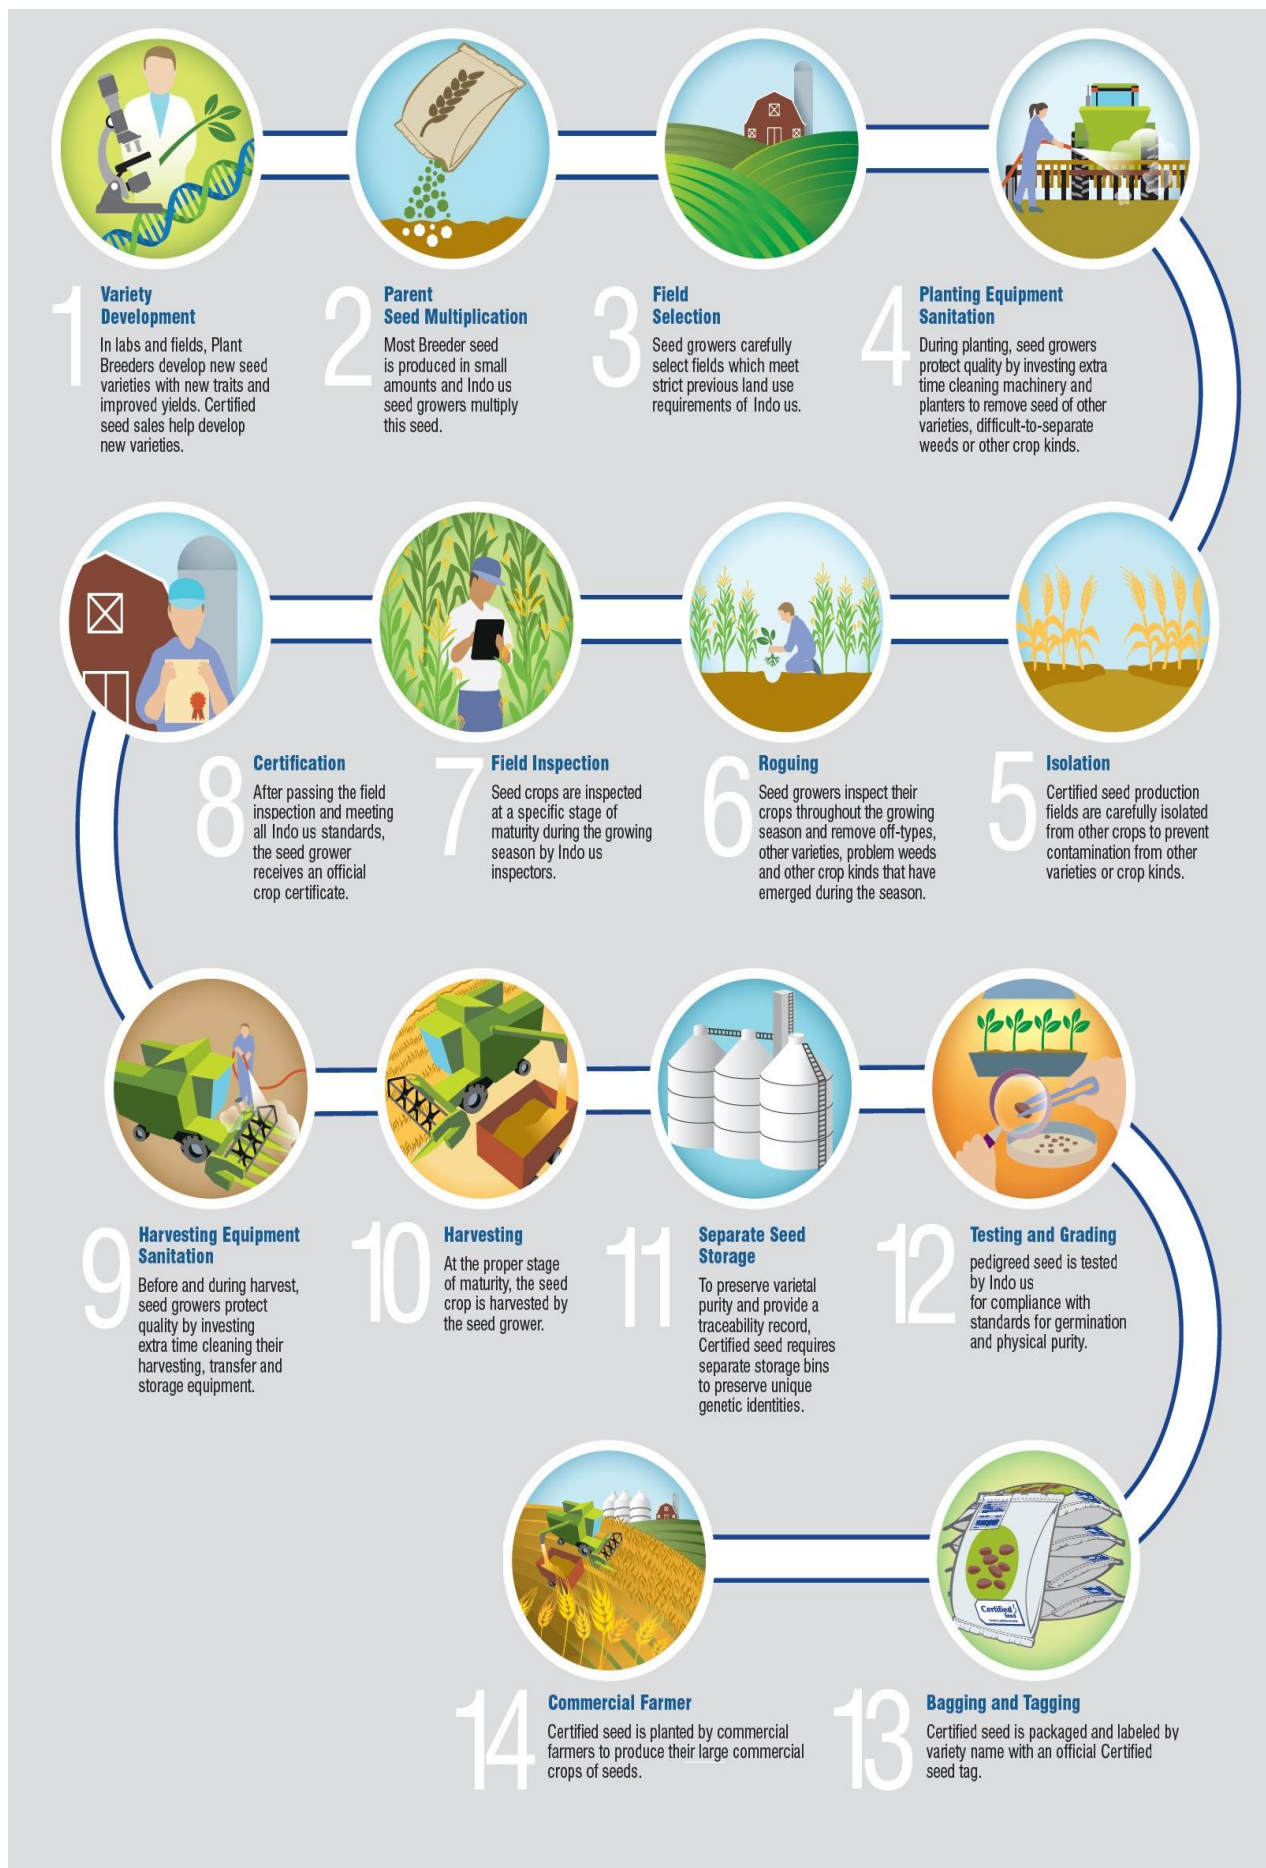 1
Variety
Development
In labs and fields, Plant
Breeders develop new seed
varieties with new traits and
improved yields. Certified
seed sales help develop
new varieties.
2
Parent
Seed Multiplication
Most Breeder seed
is produced in small
amounts and Indo us
seed growers multiply
this seed.
3
Field
Selection
Seed growers carefully
select fields which meet
strict previous land use
requirements of Indo us.
4
Planting Equipment
Sanitation
During planting, seed growers
protect quality by investing extra
time cleaning machinery and
planters to remove seed of other
varieties, difficult-to-separate
weeds or other crop kinds.
5
Isolation
Certified seed production
fields are carefully isolated
from other crops to prevent
contamination from other
varieties or crop kinds.
6
Roguing
Seed growers inspect their
crops throughout the growing
season and remove off-types,
other varieties, problem weeds
and other crop kinds that have
emerged during the season.
7
Field Inspection
Seed crops are inspected
at a specific stage of
maturity during the growing
season by Indo us
inspectors.
8
Certification
After passing the field
inspection and meeting
all Indo us standards,
the seed grower
receives an official
crop certificate.
9
Harvesting Equipment
Sanitation
Before and during harvest,
seed growers protect
quality by investing
extra time cleaning their
harvesting, transfer and
storage equipment.
10
Harvesting
At the proper stage
of maturity, the seed
crop is harvested by
the seed grower.
11
Separate Seed
Storage
To preserve varietal
purity and provide a
traceability record,
Certified seed requires
separate storage bins
to preserve unique
genetic identities.
12
Testing and Grading
pedigreed seed is tested
by Indo us
for compliance with
standards for germination
and physical purity.
Certified
Seed
13
Bagging and Tagging
Certified seed is packaged and labeled by
variety name with an official Certified
seed tag.
14
Commercial Farmer
Certified seed is planted by commercial
farmers to produce their large commercial
crops of seeds.